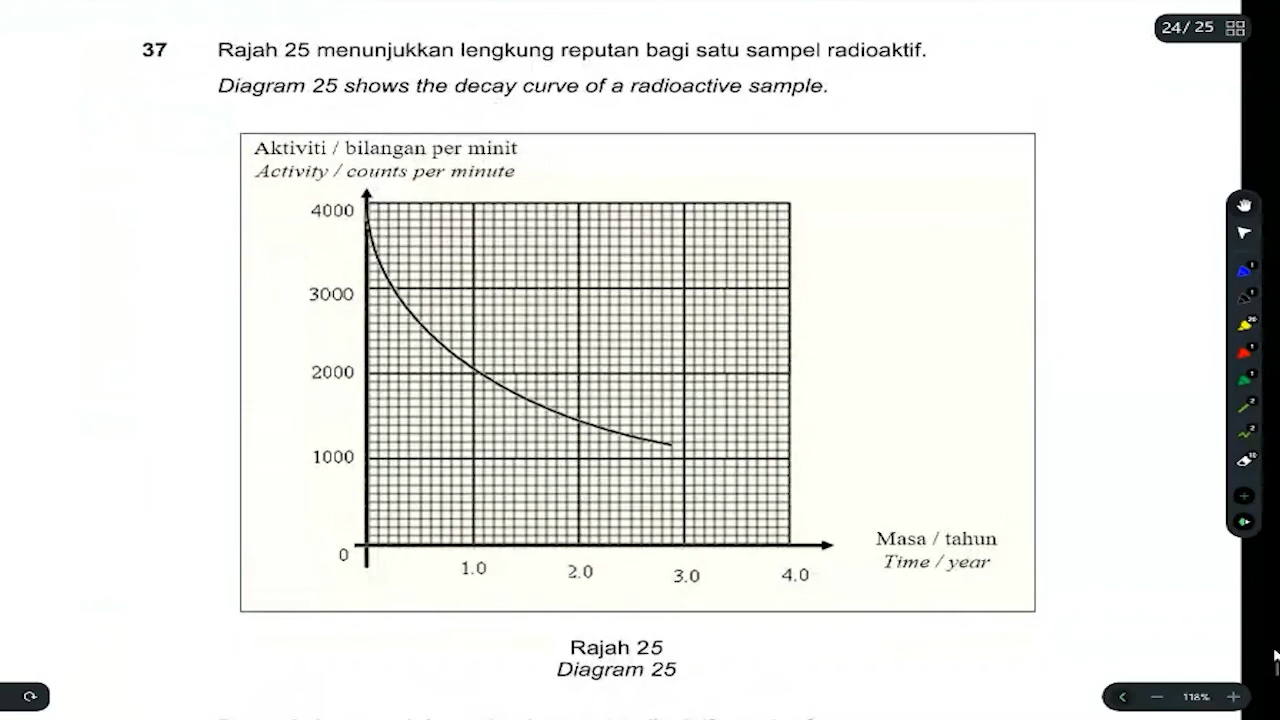 24/ 25
37 Rajah 25 menunjukkan lengkung reputan bagi satu sampel radioaktif.
Diagram 25 shows the decay curve of a radioactive sample.
Aktiviti / bilangan per minit
Activity / counts per minute
4000
3000
2000
1000
0
1.0 2.0 3.0 4.0
Masa / tahun
Time / year
Rajah 25
Diagram 25
118%